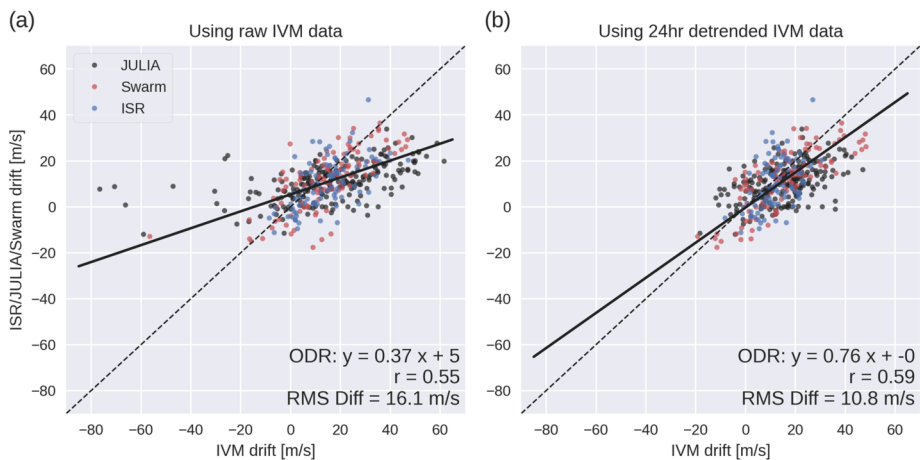 (a)
Using raw IVM data
JULIA
Swarm
ISR
ISR/JULIA/Swarm drift [m/s]
60
40
20
0
−20
−40
−60
−80
ODR: y = 0.37 x + 5
r = 0.55
RMS Diff = 16.1 m/s
−80 −60 −40 −20 0 20 40 60
IVM drift [m/s]
(b)
Using 24hr detrended IVM data
60
40
20
0
−20
−40
−60
−80
ODR: y = 0.76 x + -0
r = 0.59
RMS Diff = 10.8 m/s
−80 −60 −40 −20 0 20 40 60
IVM drift [m/s]